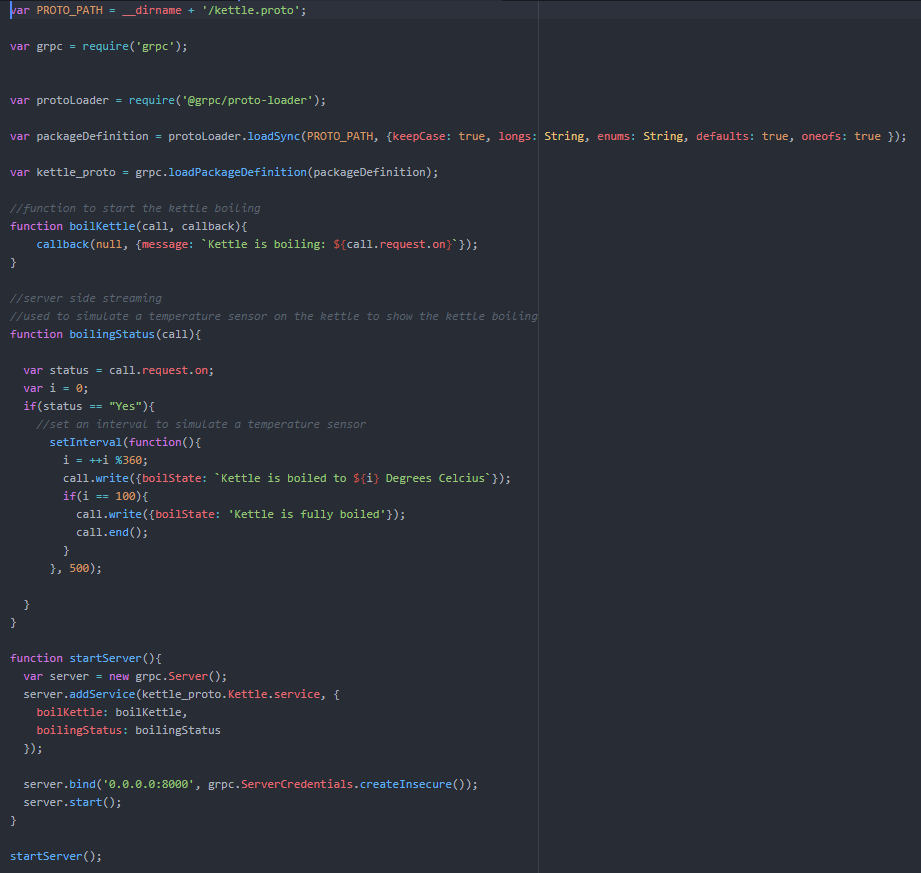 var PROTO_PATH = __dirname + '/kettle.proto';
var grpc = require('grpc');
var protoLoader = require('@grpc/proto-loader');
var packageDefinition = protoLoader.loadSync(PROTO_PATH, {keepCase: true, longs: String, enums: String, defaults: true, oneofs: true });
var kettle_proto = grpc.loadPackageDefinition(packageDefinition);
//function to start the kettle boiling
function boilKettle(call, callback){
    callback(null, {message: `Kettle is boiling: ${call.request.on}`});
}
//server side streaming
//used to simulate a temperature sensor on the kettle to show the kettle boiling
function boilingStatus(call){
  var status = call.request.on;
  var i = 0;
  if(status == "Yes"){
    //set an interval to simulate a temperature sensor
      setInterval(function(){
        i = ++i %360;
        call.write({boilState: `Kettle is boiled to ${i} Degrees Celcius`});
        if(i == 100){
          call.write({boilState: 'Kettle is fully boiled'});
          call.end();
        }
      }, 500);
  }
}
function startServer(){
  var server = new grpc.Server();
  server.addService(kettle_proto.Kettle.service, {
    boilKettle: boilKettle,
    boilingStatus: boilingStatus
  });
  server.bind('0.0.0.0:8000', grpc.ServerCredentials.createInsecure());
  server.start();
}
startServer();